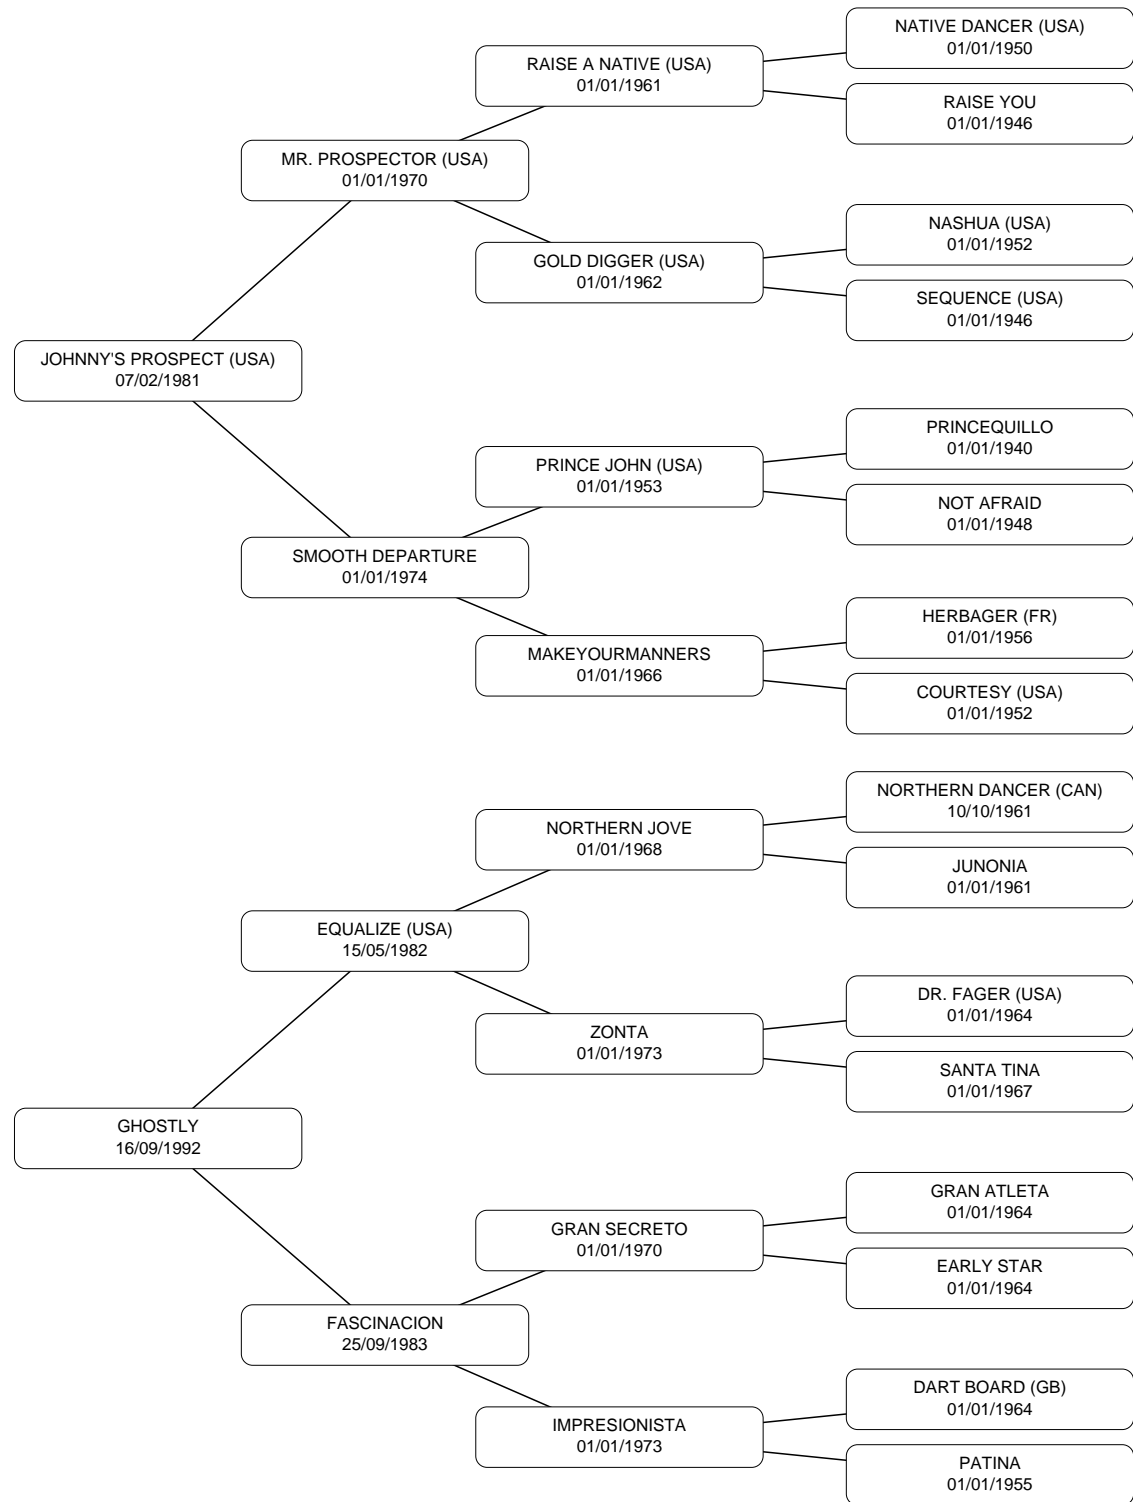 NATIVE DANCER (USA)
01/01/1950
RAISE A NATIVE (USA)
01/01/1961
RAISE YOU
01/01/1946
MR. PROSPECTOR (USA)
01/01/1970
NASHUA (USA)
01/01/1952
GOLD DIGGER (USA)
01/01/1962
SEQUENCE (USA)
01/01/1946
JOHNNY'S PROSPECT (USA)
07/02/1981
PRINCEQUILLO
01/01/1940
PRINCE JOHN (USA)
01/01/1953
NOT AFRAID
01/01/1948
SMOOTH DEPARTURE
01/01/1974
HERBAGER (FR)
01/01/1956
MAKEYOURMANNERS
01/01/1966
COURTESY (USA)
01/01/1952
NORTHERN DANCER (CAN)
10/10/1961
NORTHERN JOVE
01/01/1968
JUNONIA
01/01/1961
EQUALIZE (USA)
15/05/1982
DR. FAGER (USA)
01/01/1964
ZONTA
01/01/1973
SANTA TINA
01/01/1967
GHOSTLY
16/09/1992
GRAN ATLETA
01/01/1964
GRAN SECRETO
01/01/1970
EARLY STAR
01/01/1964
FASCINACION
25/09/1983
DART BOARD (GB)
01/01/1964
IMPRESIONISTA
01/01/1973
PATINA
01/01/1955